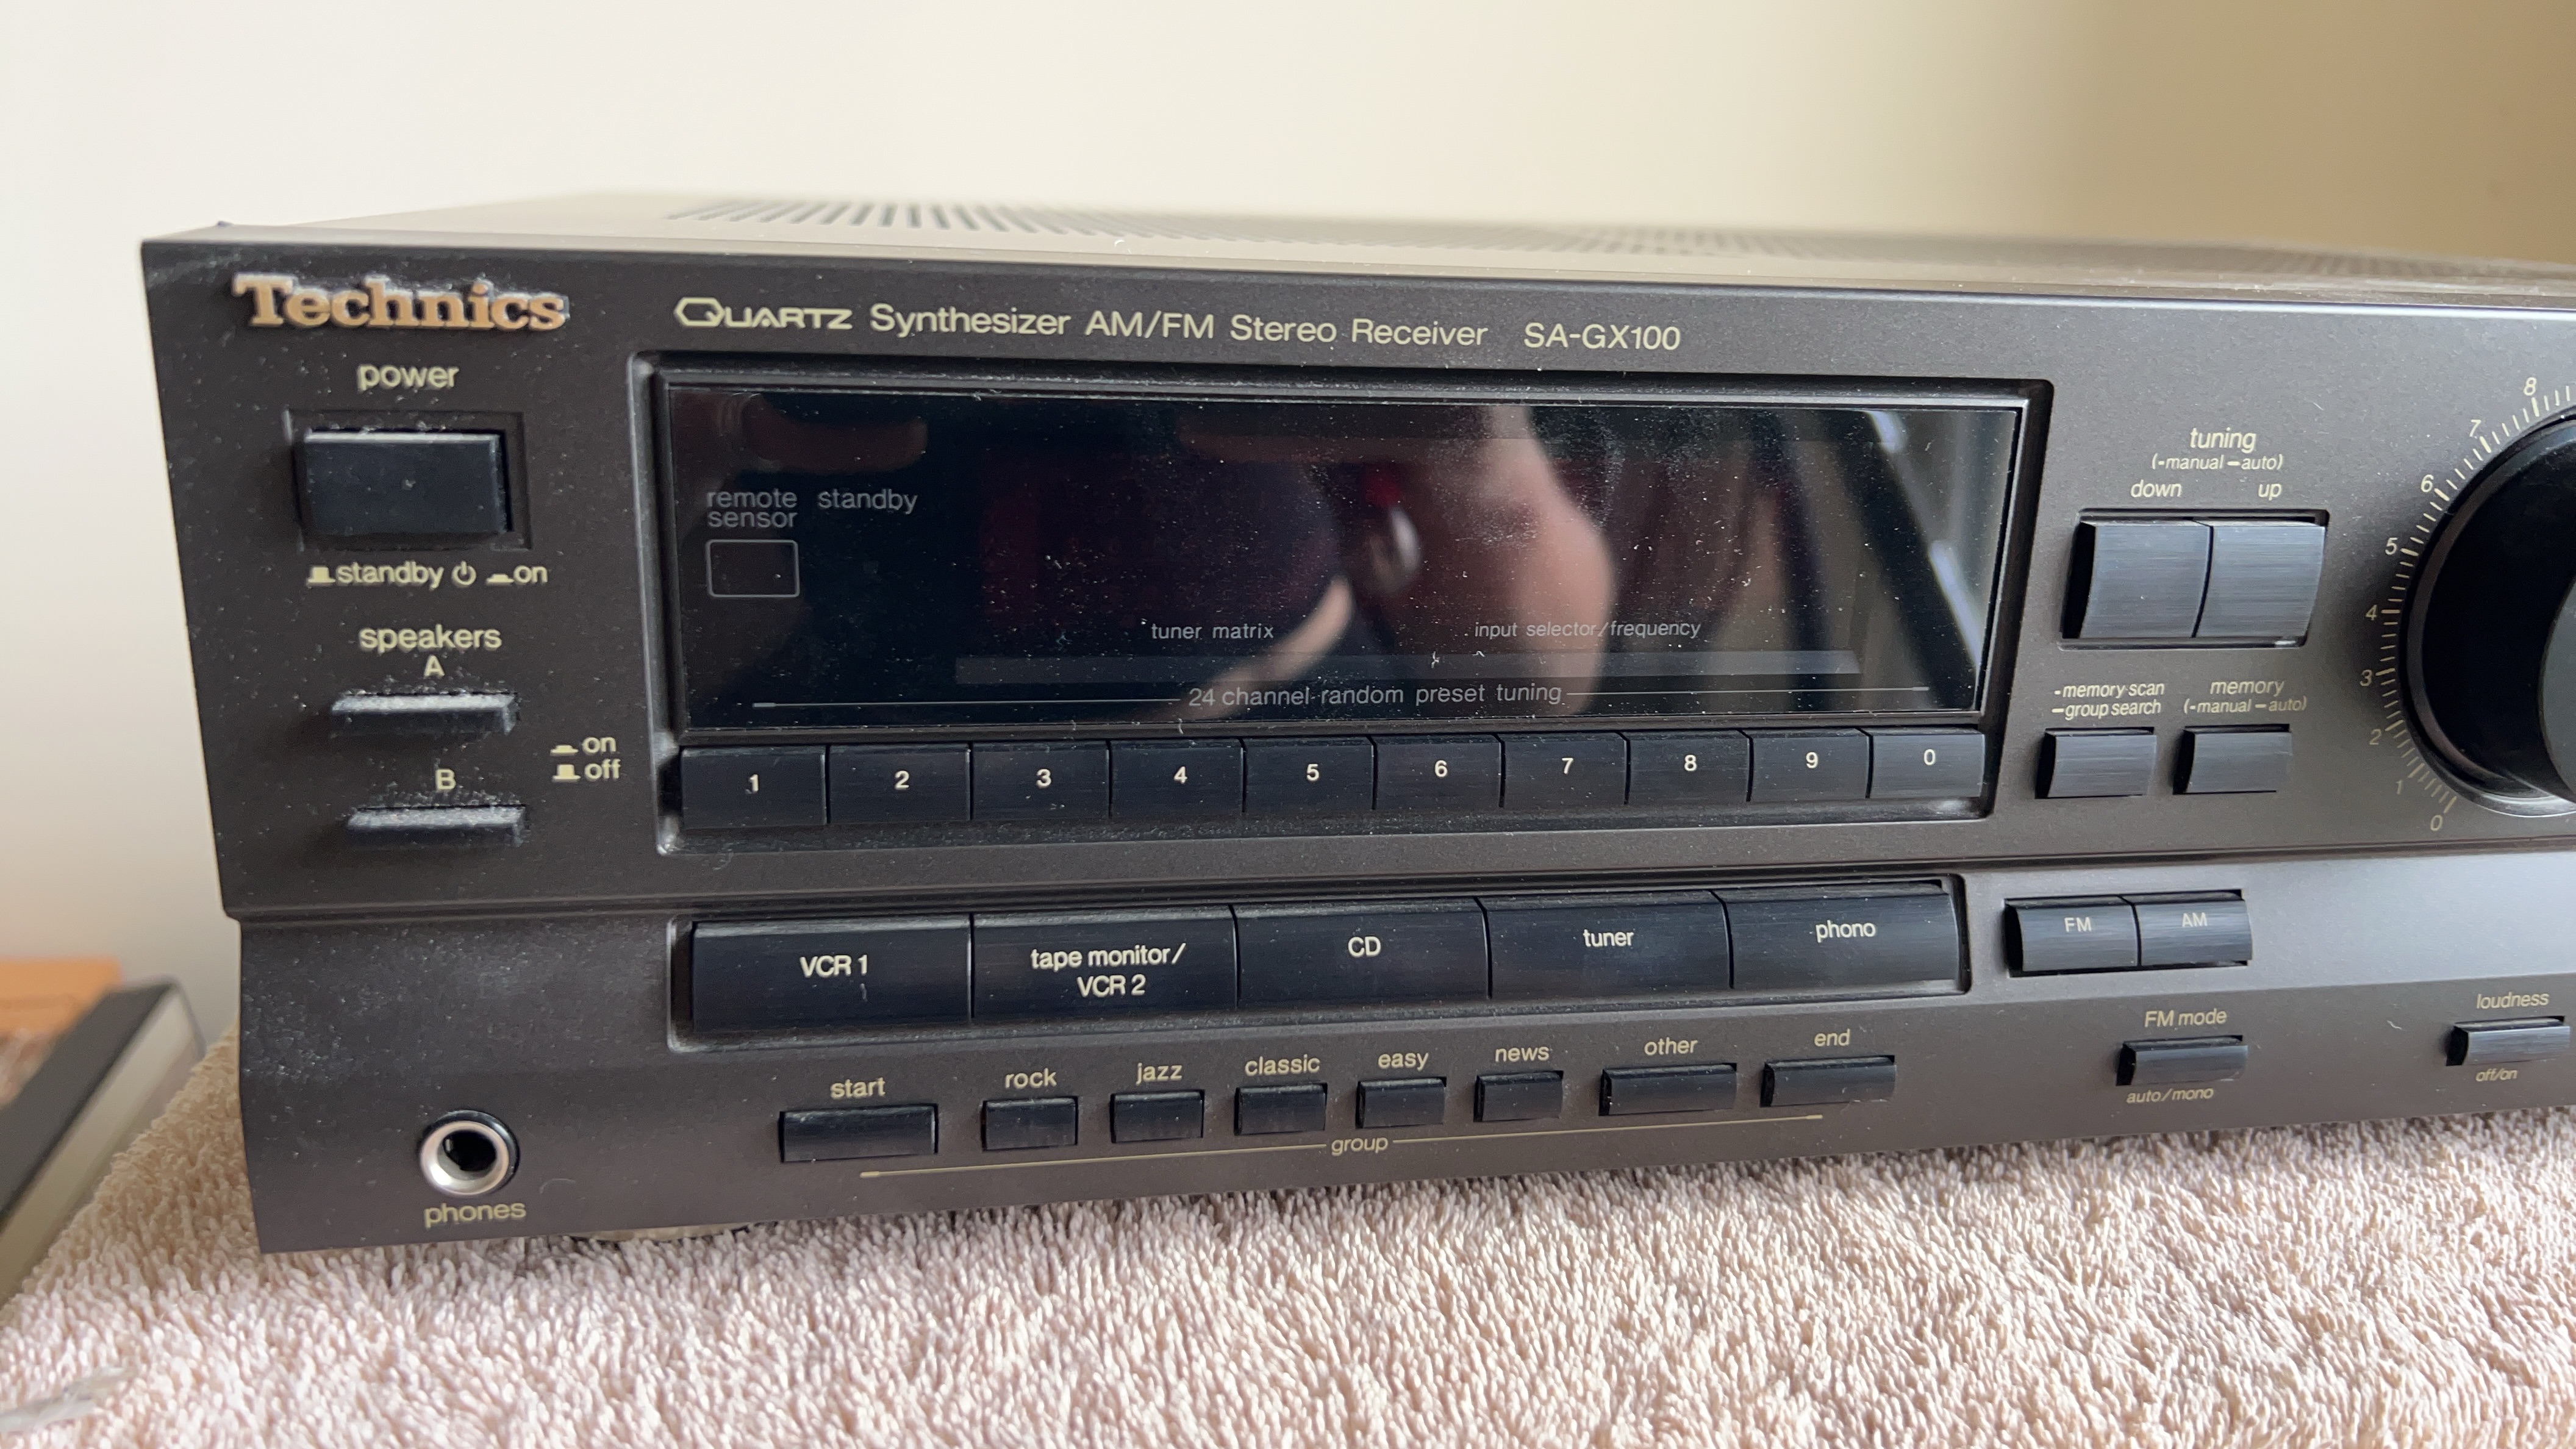 Technics
QUARTZ Synthesizer AM/FM Stereo Receiver SA-GX100
power
standby on
speakers
A
B
on
off
remote sensor
standby
tuner matrix
input selector/frequency
24 channel random preset tuning
1 2 3 4 5 6 7 8 9 0
tuning
(-manual –auto)
down up
-memory scan
–group search
memory
(-manual –auto)
8
7
6
5
4
3
2
1
0
VCR 1
tape monitor/
VCR 2
CD
tuner
phono
FM AM
start rock jazz classic easy news other end
group
FM mode
auto/mono
loudness
off/on
phones